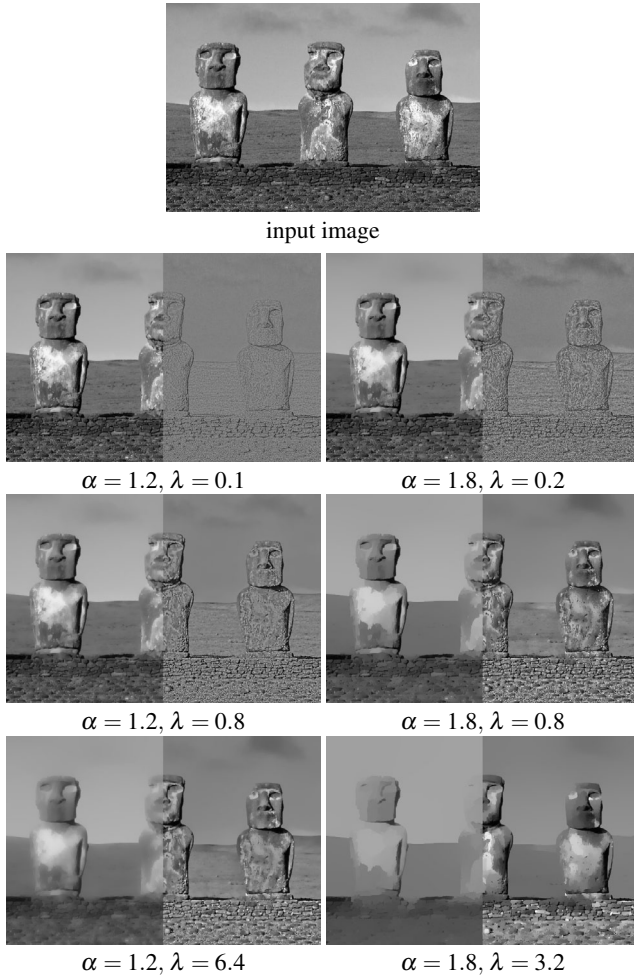 input image
α = 1.2, λ = 0.1
α = 1.8, λ = 0.2
α = 1.2, λ = 0.8
α = 1.8, λ = 0.8
α = 1.2, λ = 6.4
α = 1.8, λ = 3.2